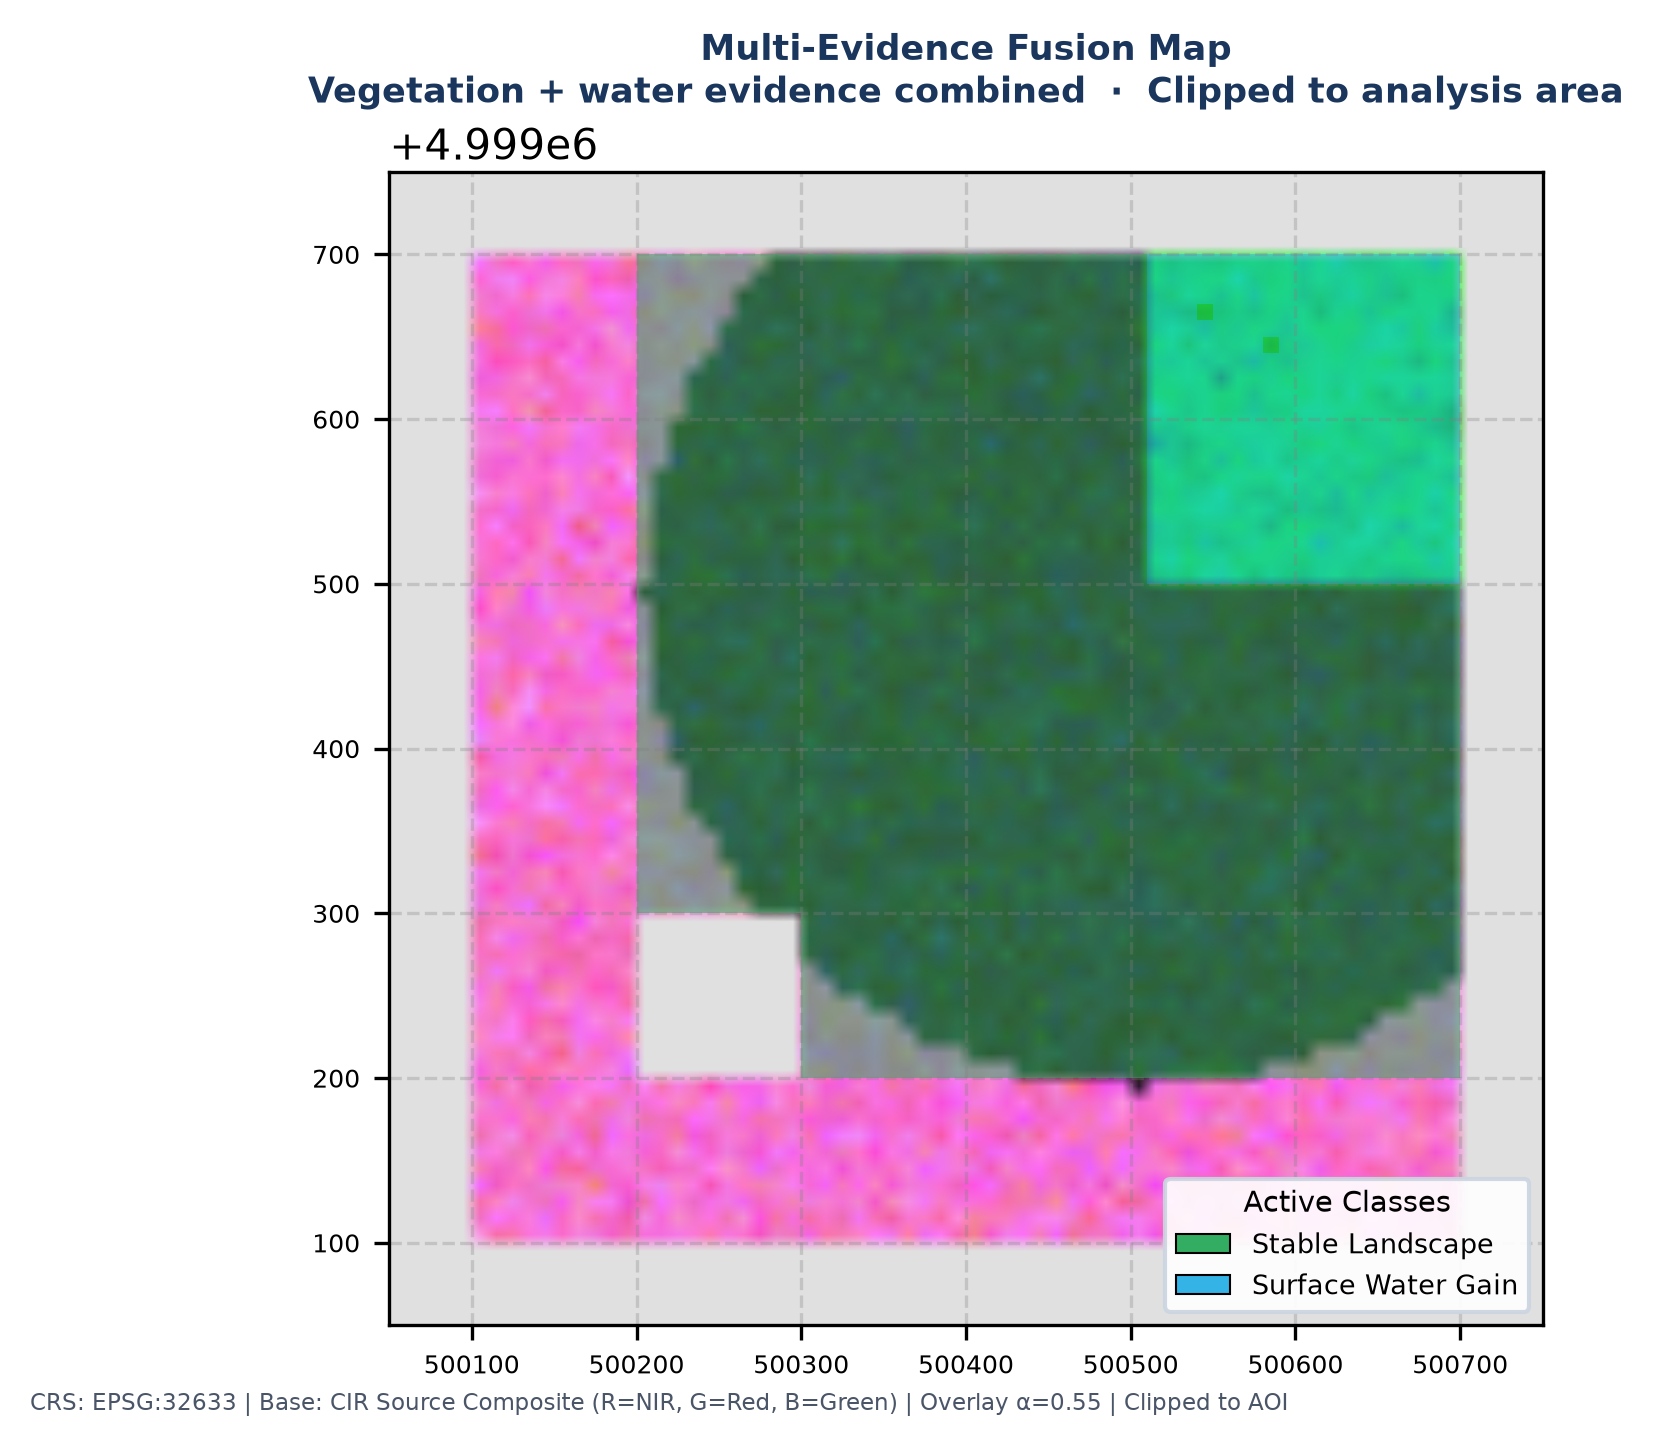 Multi-Evidence Fusion Map
Vegetation + water evidence combined · Clipped to analysis area
+4.999e6
700
600
500
400
300
200
100
Active Classes
Stable Landscape
Surface Water Gain
500100 500200 500300 500400 500500 500600 500700
CRS: EPSG:32633 | Base: CIR Source Composite (R=NIR, G=Red, B=Green) | Overlay α=0.55 | Clipped to AOI